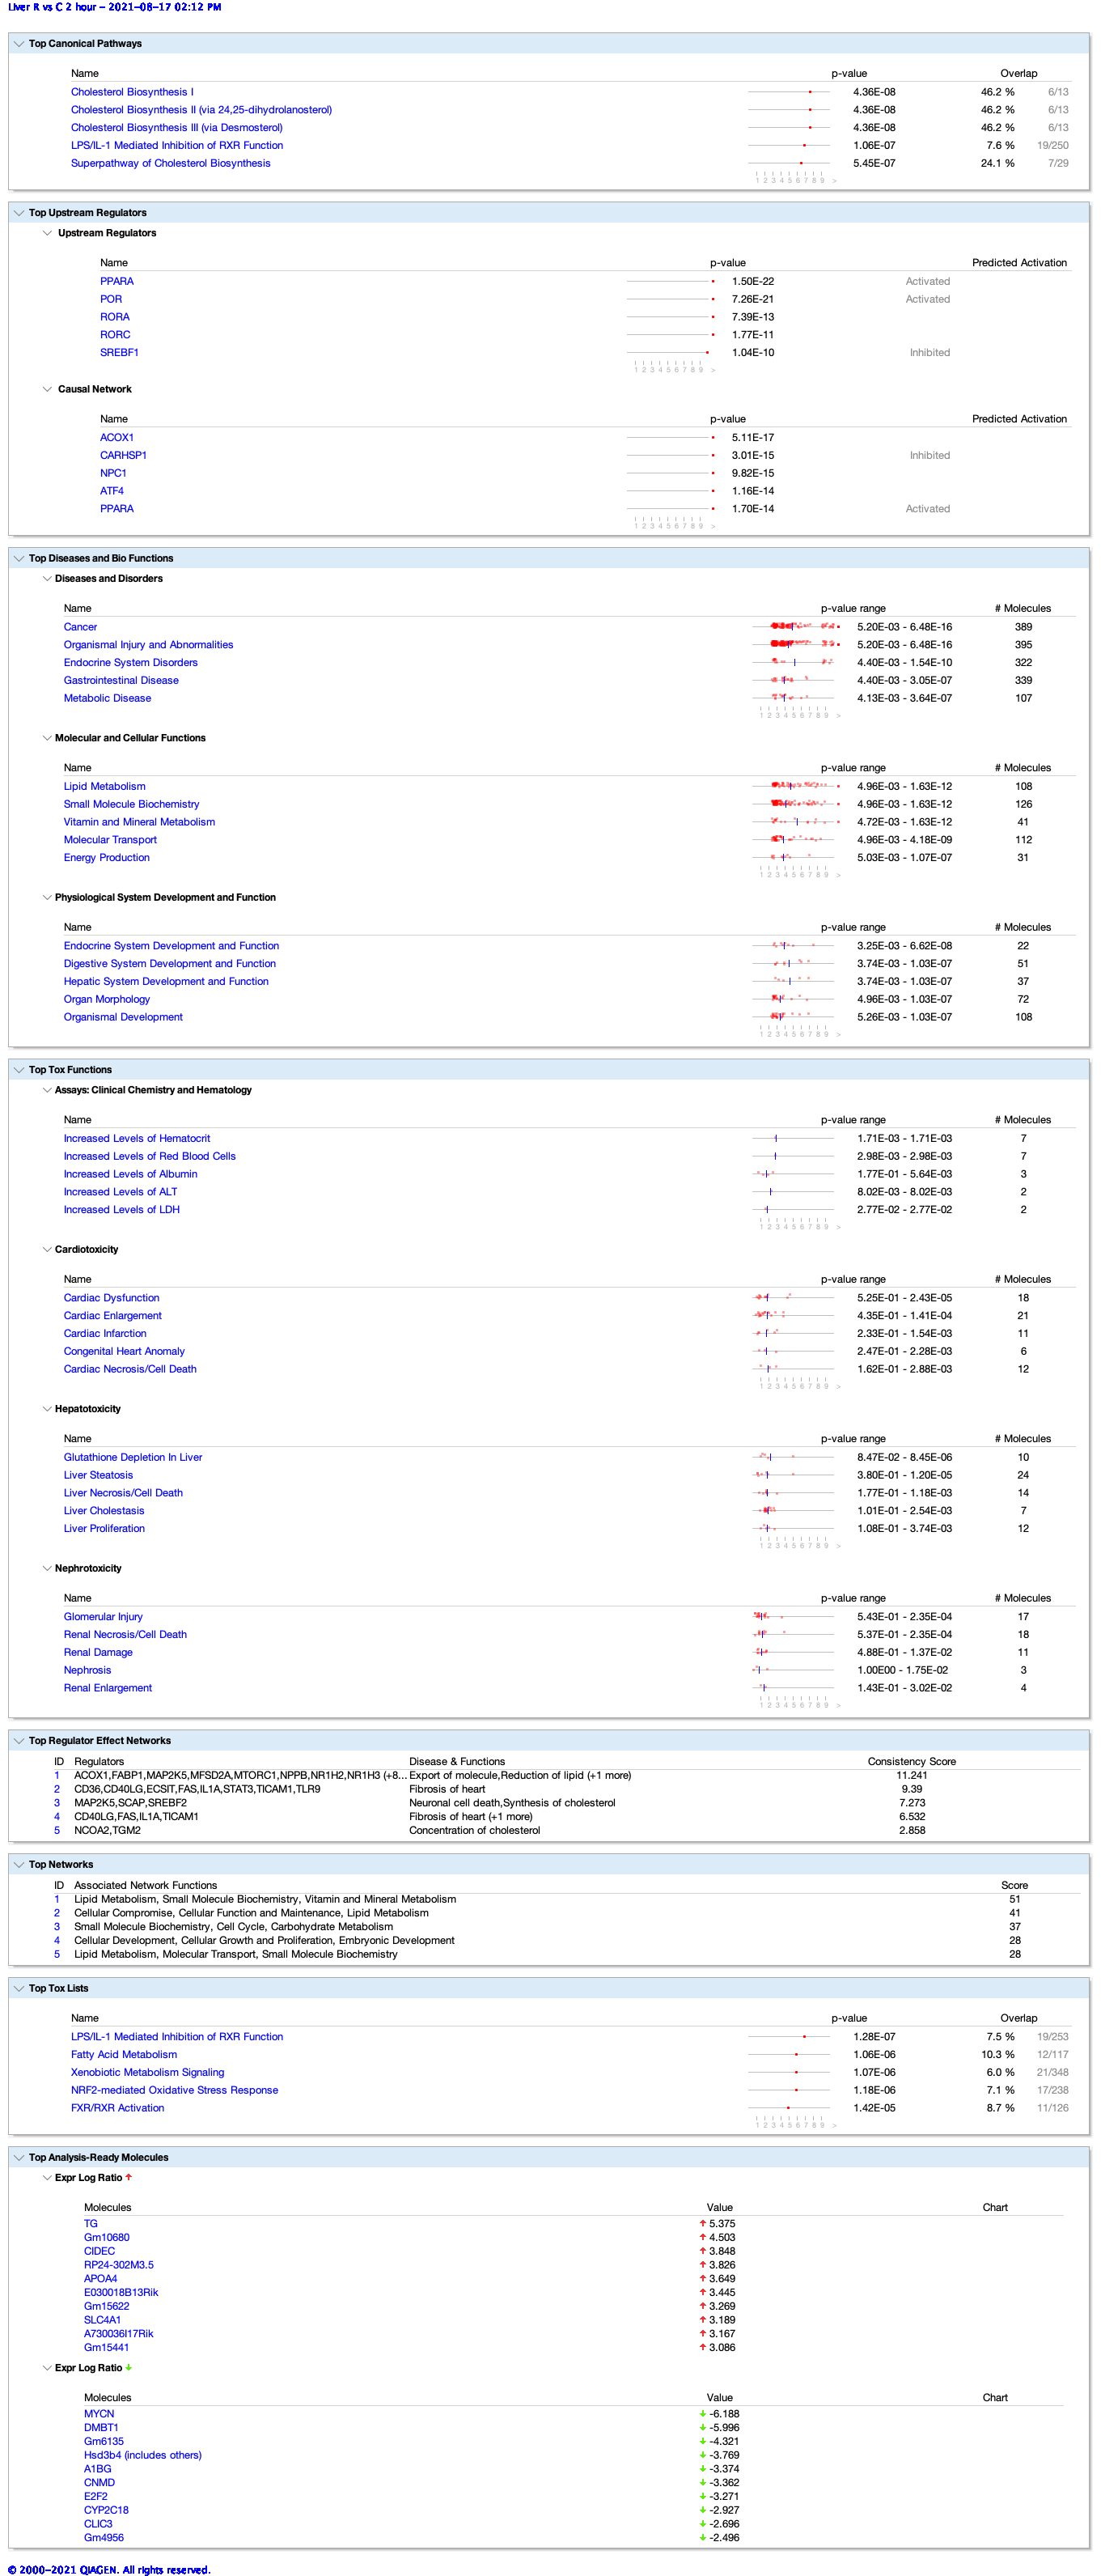 Liver R vs C 2 hour – 2021–08–17 02:12 PM
Top Canonical Pathways
Name p-value Overlap
Cholesterol Biosynthesis I 4.36E-08 46.2 % 6/13
Cholesterol Biosynthesis II (via 24,25-dihydrolanosterol) 4.36E-08 46.2 % 6/13
Cholesterol Biosynthesis III (via Desmosterol) 4.36E-08 46.2 % 6/13
LPS/IL-1 Mediated Inhibition of RXR Function 1.06E-07 7.6 % 19/250
Superpathway of Cholesterol Biosynthesis 5.45E-07 24.1 % 7/29
1 2 3 4 5 6 7 8 9 >
Top Upstream Regulators
Upstream Regulators
Name p-value Predicted Activation
PPARA 1.50E-22 Activated
POR 7.26E-21 Activated
RORA 7.39E-13
RORC 1.77E-11
SREBF1 1.04E-10 Inhibited
1 2 3 4 5 6 7 8 9 >
Causal Network
Name p-value Predicted Activation
ACOX1 5.11E-17
CARHSP1 3.01E-15 Inhibited
NPC1 9.82E-15
ATF4 1.16E-14
PPARA 1.70E-14 Activated
1 2 3 4 5 6 7 8 9 >
Top Diseases and Bio Functions
Diseases and Disorders
Name p-value range # Molecules
Cancer 5.20E-03 - 6.48E-16 389
Organismal Injury and Abnormalities 5.20E-03 - 6.48E-16 395
Endocrine System Disorders 4.40E-03 - 1.54E-10 322
Gastrointestinal Disease 4.40E-03 - 3.05E-07 339
Metabolic Disease 4.13E-03 - 3.64E-07 107
1 2 3 4 5 6 7 8 9 >
Molecular and Cellular Functions
Name p-value range # Molecules
Lipid Metabolism 4.96E-03 - 1.63E-12 108
Small Molecule Biochemistry 4.96E-03 - 1.63E-12 126
Vitamin and Mineral Metabolism 4.72E-03 - 1.63E-12 41
Molecular Transport 4.96E-03 - 4.18E-09 112
Energy Production 5.03E-03 - 1.07E-07 31
1 2 3 4 5 6 7 8 9 >
Physiological System Development and Function
Name p-value range # Molecules
Endocrine System Development and Function 3.25E-03 - 6.62E-08 22
Digestive System Development and Function 3.74E-03 - 1.03E-07 51
Hepatic System Development and Function 3.74E-03 - 1.03E-07 37
Organ Morphology 4.96E-03 - 1.03E-07 72
Organismal Development 5.26E-03 - 1.03E-07 108
1 2 3 4 5 6 7 8 9 >
Top Tox Functions
Assays: Clinical Chemistry and Hematology
Name p-value range # Molecules
Increased Levels of Hematocrit 1.71E-03 - 1.71E-03 7
Increased Levels of Red Blood Cells 2.98E-03 - 2.98E-03 7
Increased Levels of Albumin 1.77E-01 - 5.64E-03 3
Increased Levels of ALT 8.02E-03 - 8.02E-03 2
Increased Levels of LDH 2.77E-02 - 2.77E-02 2
1 2 3 4 5 6 7 8 9 >
Cardiotoxicity
Name p-value range # Molecules
Cardiac Dysfunction 5.25E-01 - 2.43E-05 18
Cardiac Enlargement 4.35E-01 - 1.41E-04 21
Cardiac Infarction 2.33E-01 - 1.54E-03 11
Congenital Heart Anomaly 2.47E-01 - 2.28E-03 6
Cardiac Necrosis/Cell Death 1.62E-01 - 2.88E-03 12
1 2 3 4 5 6 7 8 9 >
Hepatotoxicity
Name p-value range # Molecules
Glutathione Depletion In Liver 8.47E-02 - 8.45E-06 10
Liver Steatosis 3.80E-01 - 1.20E-05 24
Liver Necrosis/Cell Death 1.77E-01 - 1.18E-03 14
Liver Cholestasis 1.01E-01 - 2.54E-03 7
Liver Proliferation 1.08E-01 - 3.74E-03 12
1 2 3 4 5 6 7 8 9 >
Nephrotoxicity
Name p-value range # Molecules
Glomerular Injury 5.43E-01 - 2.35E-04 17
Renal Necrosis/Cell Death 5.37E-01 - 2.35E-04 18
Renal Damage 4.88E-01 - 1.37E-02 11
Nephrosis 1.00E00 - 1.75E-02 3
Renal Enlargement 1.43E-01 - 3.02E-02 4
1 2 3 4 5 6 7 8 9 >
Top Regulator Effect Networks
ID Regulators Disease & Functions Consistency Score
1 ACOX1,FABP1,MAP2K5,MFSD2A,MTORC1,NPPB,NR1H2,NR1H3 (+8... Export of molecule,Reduction of lipid (+1 more) 11.241
2 CD36,CD40LG,ECSIT,FAS,IL1A,STAT3,TICAM1,TLR9 Fibrosis of heart 9.39
3 MAP2K5,SCAP,SREBF2 Neuronal cell death,Synthesis of cholesterol 7.273
4 CD40LG,FAS,IL1A,TICAM1 Fibrosis of heart (+1 more) 6.532
5 NCOA2,TGM2 Concentration of cholesterol 2.858
Top Networks
ID Associated Network Functions Score
1 Lipid Metabolism, Small Molecule Biochemistry, Vitamin and Mineral Metabolism 51
2 Cellular Compromise, Cellular Function and Maintenance, Lipid Metabolism 41
3 Small Molecule Biochemistry, Cell Cycle, Carbohydrate Metabolism 37
4 Cellular Development, Cellular Growth and Proliferation, Embryonic Development 28
5 Lipid Metabolism, Molecular Transport, Small Molecule Biochemistry 28
Top Tox Lists
Name p-value Overlap
LPS/IL-1 Mediated Inhibition of RXR Function 1.28E-07 7.5 % 19/253
Fatty Acid Metabolism 1.06E-06 10.3 % 12/117
Xenobiotic Metabolism Signaling 1.07E-06 6.0 % 21/348
NRF2-mediated Oxidative Stress Response 1.18E-06 7.1 % 17/238
FXR/RXR Activation 1.42E-05 8.7 % 11/126
1 2 3 4 5 6 7 8 9 >
Top Analysis-Ready Molecules
Expr Log Ratio ↑
Molecules Value Chart
TG ↑ 5.375
Gm10680 ↑ 4.503
CIDEC ↑ 3.848
RP24-302M3.5 ↑ 3.826
APOA4 ↑ 3.649
E030018B13Rik ↑ 3.445
Gm15622 ↑ 3.269
SLC4A1 ↑ 3.189
A730036I17Rik ↑ 3.167
Gm15441 ↑ 3.086
Expr Log Ratio ↓
Molecules Value Chart
MYCN ↓ -6.188
DMBT1 ↓ -5.996
Gm6135 ↓ -4.321
Hsd3b4 (includes others) ↓ -3.769
A1BG ↓ -3.374
CNMD ↓ -3.362
E2F2 ↓ -3.271
CYP2C18 ↓ -2.927
CLIC3 ↓ -2.696
Gm4956 ↓ -2.496
© 2000–2021 QIAGEN. All rights reserved.